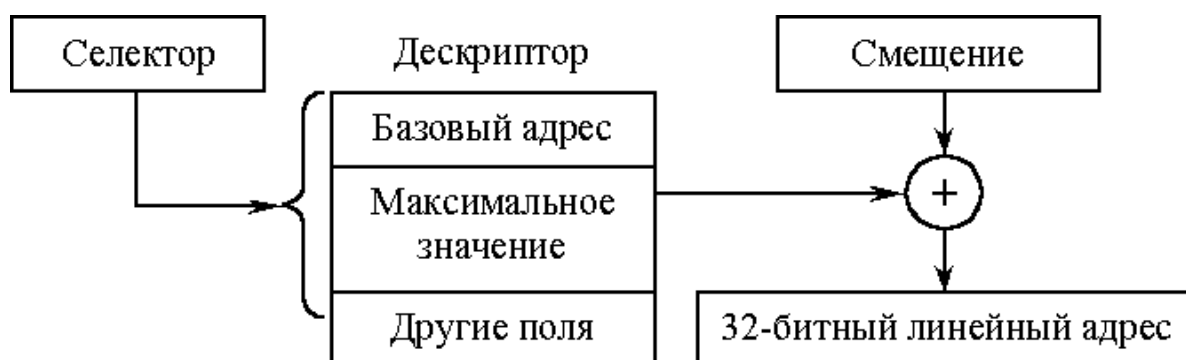 Селектор
Дескриптор
Смещение
Базовый адрес
Максимальное
значение
+
Другие поля
32-битный линейный адрес